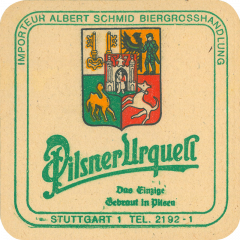 IMPORTEUR ALBERT SCHMID BIERGROSSHANDLUNG
Pilsner Urquell
Das Einzige
Gebraut in Pilsen
STUTTGART 1 TEL. 2192-1